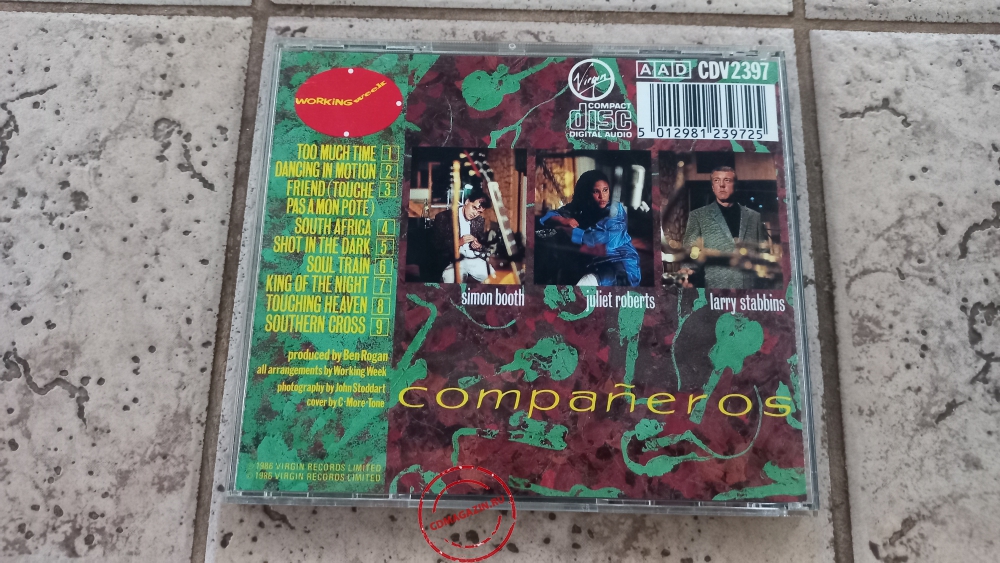 WORKING week
TOO MUCH TIME 1
DANCING IN MOTION 2
FRIEND (TOUCHE 3
PAS A MON POTE)
SOUTH AFRICA 4
SHOT IN THE DARK 5
SOUL TRAIN 6
KING OF THE NIGHT 7
TOUCHING HEAVEN 8
SOUTHERN CROSS 9
produced by Ben Rogan
all arrangements by Working Week
photography by John Stoddart
cover by C·More·Tone
1986 VIRGIN RECORDS LIMITED
1986 VIRGIN RECORDS LIMITED
Virgin
COMPACT
disc
DIGITAL AUDIO
AAD CDV2397
5 012981 239725
simon booth
juliet roberts
larry stabbins
compañeros
CDMAGAZIN.RU